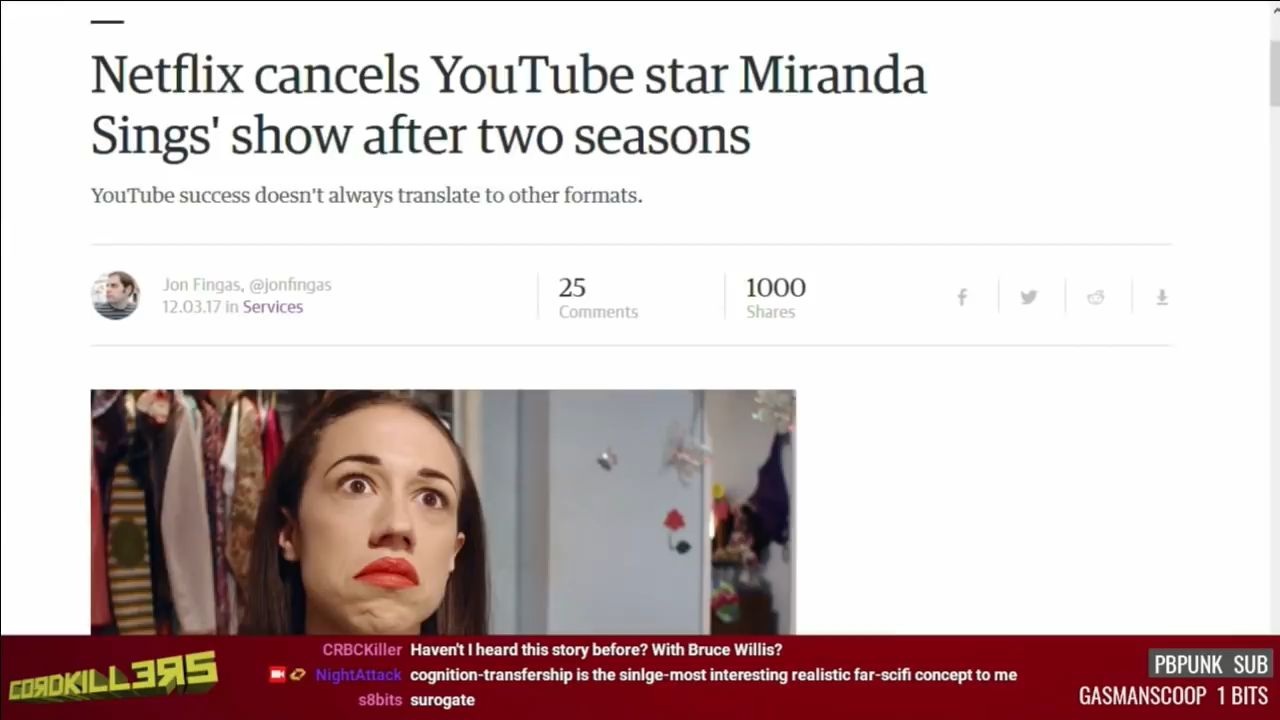 Netflix cancels YouTube star Miranda
Sings' show after two seasons
YouTube success doesn't always translate to other formats.
Jon Fingas, @jonfingas
12.03.17 in Services
25
Comments
1000
Shares
CORDKILLERS
CRBCKiller Haven't I heard this story before? With Bruce Willis?
NightAttack cognition-transfership is the sinlge-most interesting realistic far-scifi concept to me
s8bits surogate
PBPUNK SUB
GASMANSCOOP 1 BITS